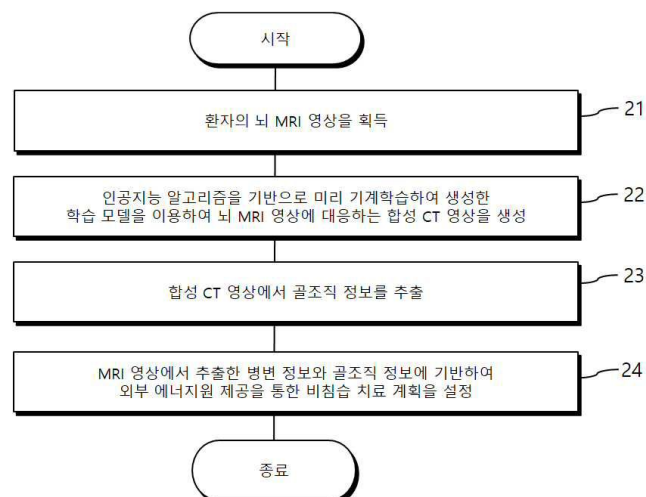 시작
환자의 뇌 MRI 영상을 획득
21
인공지능 알고리즘을 기반으로 미리 기계학습하여 생성한
학습 모델을 이용하여 뇌 MRI 영상에 대응하는 합성 CT 영상을 생성
22
합성 CT 영상에서 골조직 정보를 추출
23
MRI 영상에서 추출한 병변 정보와 골조직 정보에 기반하여
외부 에너지원 제공을 통한 비침습 치료 계획을 설정
24
종료